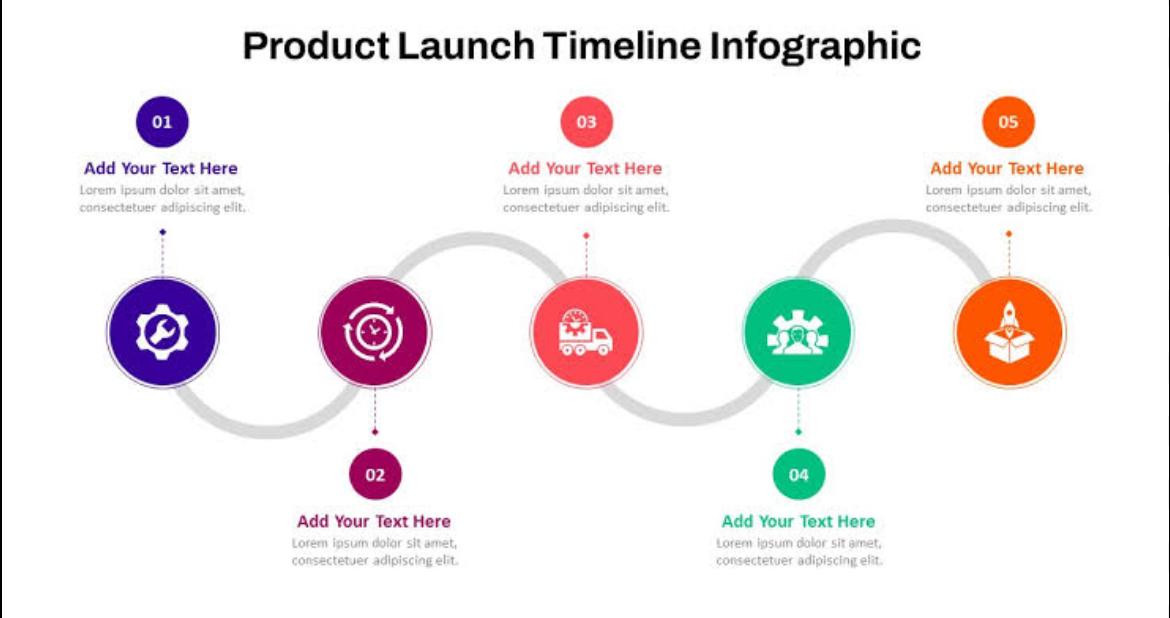 Product Launch Timeline Infographic
01
Add Your Text Here
Lorem ipsum dolor sit amet,
consectetuer adipiscing elit.
02
Add Your Text Here
Lorem ipsum dolor sit amet,
consectetuer adipiscing elit.
03
Add Your Text Here
Lorem ipsum dolor sit amet,
consectetuer adipiscing elit.
04
Add Your Text Here
Lorem ipsum dolor sit amet,
consectetuer adipiscing elit.
05
Add Your Text Here
Lorem ipsum dolor sit amet,
consectetuer adipiscing elit.